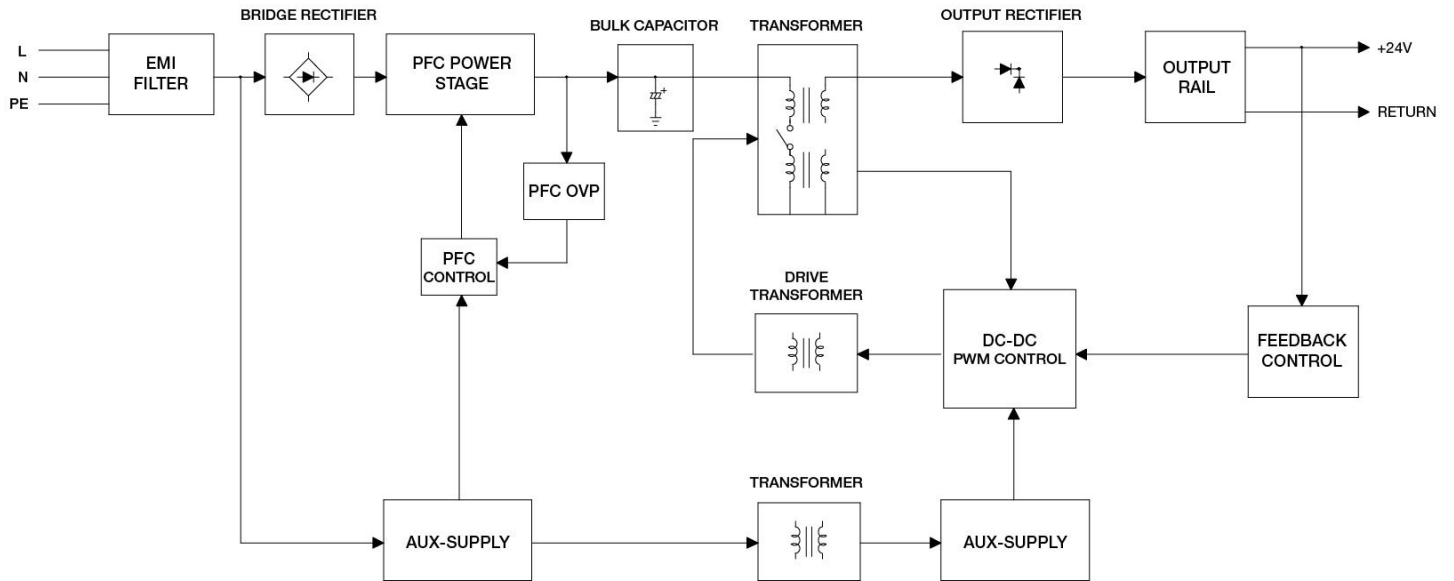 BRIDGE RECTIFIER
BULK CAPACITOR
TRANSFORMER
OUTPUT RECTIFIER
L
N
PE
EMI
FILTER
PFC POWER
STAGE
OUTPUT
RAIL
+24V
RETURN
+
PFC OVP
PFC
CONTROL
DRIVE
TRANSFORMER
DC-DC
PWM CONTROL
FEEDBACK
CONTROL
TRANSFORMER
AUX-SUPPLY
AUX-SUPPLY